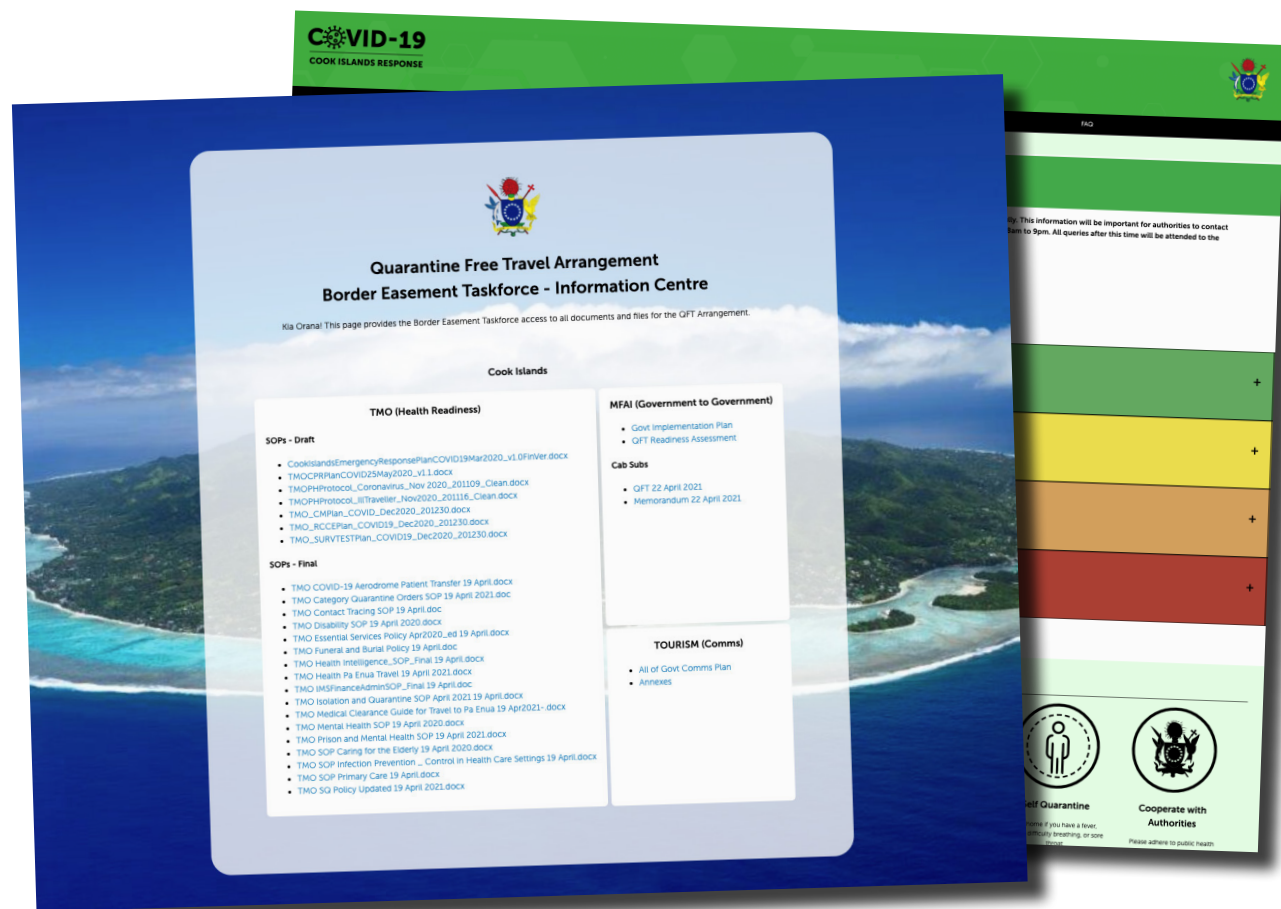 COVID-19
COOK ISLANDS RESPONSE
FAQ
This information will be important for authorities to contact
8am to 9pm. All queries after this time will be attended to the
+
+
+
+
Self Quarantine
home if you have a fever,
difficulty breathing, or sore
throat
Cooperate with
Authorities
Please adhere to public health
Quarantine Free Travel Arrangement
Border Easement Taskforce - Information Centre
Kia Orana! This page provides the Border Easement Taskforce access to all documents and files for the QFT Arrangement.
Cook Islands
TMO (Health Readiness)
SOPs - Draft
CookIslandsEmergencyResponsePlanCOVID19Mar2020_v1.0FinVer.docx
TMOCPRPlanCOVID25May2020_v1.1.docx
TMOPHProtocol_Coronavirus_Nov 2020_201109_Clean.docx
TMOPHProtocol_IllTraveller_Nov2020_201116_Clean.docx
TMO_CMPlan_COVID_Dec2020_201230.docx
TMO_RCCEPlan_COVID19_Dec2020_201230.docx
TMO_SURVTESTPlan_COVID19_Dec2020_201230.docx
SOPs - Final
TMO COVID-19 Aerodrome Patient Transfer 19 April.docx
TMO Category Quarantine Orders SOP 19 April 2021.doc
TMO Contact Tracing SOP 19 April.doc
TMO Disability SOP 19 April 2020.docx
TMO Essential Services Policy Apr2020_ed 19 April.docx
TMO Funeral and Burial Policy 19 April.doc
TMO Health Intelligence_SOP_Final 19 April.docx
TMO Health Pa Enua Travel 19 April 2021.docx
TMO IMSFinanceAdminSOP_Final 19 April.doc
TMO Isolation and Quarantine SOP April 2021 19 April.docx
TMO Medical Clearance Guide for Travel to Pa Enua 19 Apr2021-.docx
TMO Mental Health SOP 19 April 2020.docx
TMO Prison and Mental Health SOP 19 April 2021.docx
TMO SOP Caring for the Elderly 19 April 2020.docx
TMO SOP Infection Prevention _ Control in Health Care Settings 19 April.docx
TMO SOP Primary Care 19 April.docx
TMO SQ Policy Updated 19 April 2021.docx
MFAI (Government to Government)
Govt Implementation Plan
QFT Readiness Assessment
Cab Subs
QFT 22 April 2021
Memorandum 22 April 2021
TOURISM (Comms)
All of Govt Comms Plan
Annexes